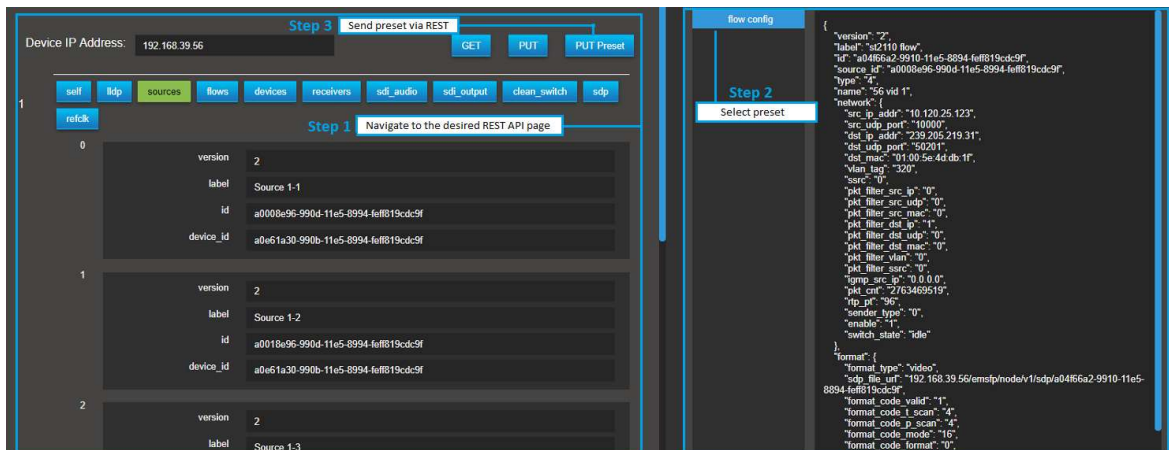 Step 3 Send preset via REST
Device IP Address: 192.168.39.56 GET PUT PUT Preset
1
self lldp sources flows devices receivers sdi_audio sdi_output clean_switch sdp
refclk
Step 1 Navigate to the desired REST API page
0
version 2
label Source 1-1
id a0008e96-990d-11e5-8994-feff819cdc9f
device_id a0e61a30-990b-11e5-8994-feff819cdc9f
1
version 2
label Source 1-2
id a0018e96-990d-11e5-8994-feff819cdc9f
device_id a0e61a30-990b-11e5-8994-feff819cdc9f
2
version 2
label Source 1-3
flow config
Step 2
Select preset
{
"version": "2",
"label": "st2110 flow",
"id": "a04f66a2-9910-11e5-8894-feff819cdc9f",
"source_id": "a0008e96-990d-11e5-8994-feff819cdc9f",
"type": "4",
"name": "56 vid 1",
"network": {
"src_ip_addr": "10.120.25.123",
"src_udp_port": "10000",
"dst_ip_addr": "239.205.219.31",
"dst_udp_port": "50201",
"dst_mac": "01:00:5e:4d:db:1f",
"vlan_tag": "320",
"ssrc": "0",
"pkt_filter_src_ip": "0",
"pkt_filter_src_udp": "0",
"pkt_filter_src_mac": "0",
"pkt_filter_dst_ip": "1",
"pkt_filter_dst_udp": "0",
"pkt_filter_dst_mac": "0",
"pkt_filter_vlan": "0",
"pkt_filter_ssrc": "0",
"igmp_src_ip": "0.0.0.0",
"pkt_cnt": "2763469519",
"rtp_pt": "96",
"sender_type": "0",
"enable": "1",
"switch_state": "idle"
},
"format": {
"format_type": "video",
"sdp_file_url": "192.168.39.56/emsfp/node/v1/sdp/a04f66a2-9910-11e5-
8894-feff819cdc9f",
"format_code_valid": "1",
"format_code_t_scan": "4",
"format_code_p_scan": "4",
"format_code_mode": "16",
"format_code_format": "0",